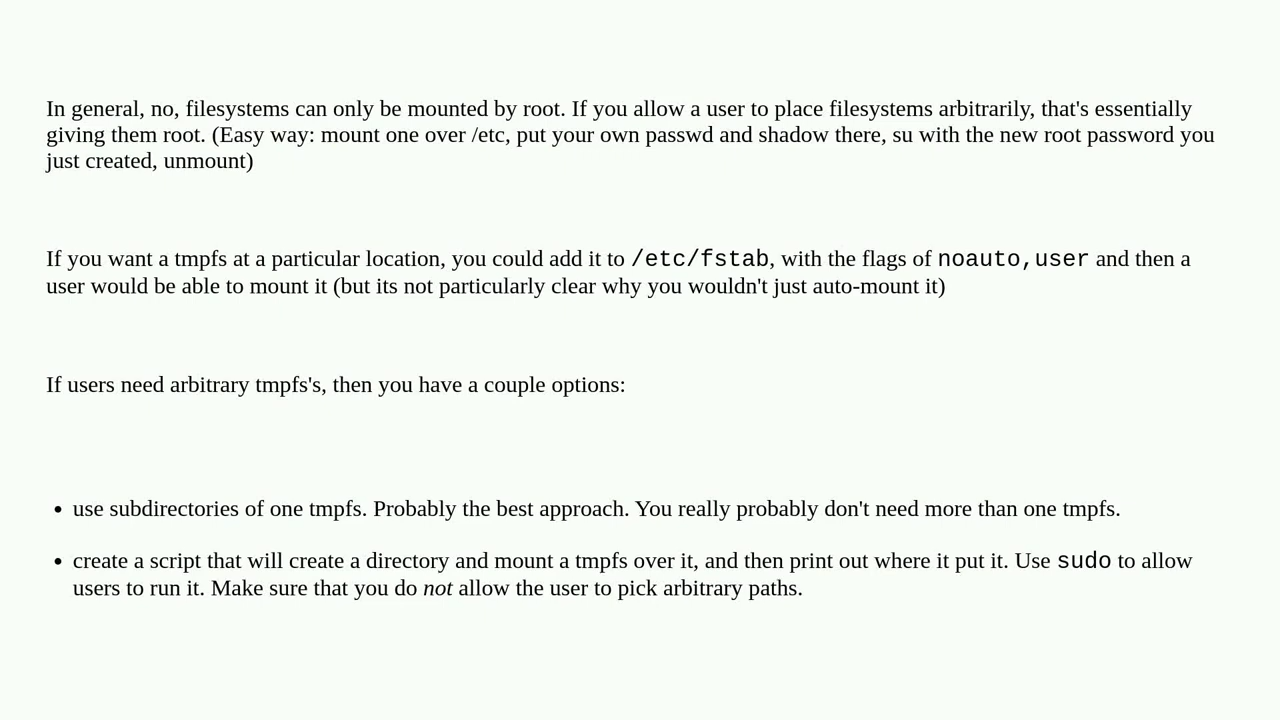 In general, no, filesystems can only be mounted by root. If you allow a user to place filesystems arbitrarily, that's essentially
giving them root. (Easy way: mount one over /etc, put your own passwd and shadow there, su with the new root password you
just created, unmount)
If you want a tmpfs at a particular location, you could add it to /etc/fstab, with the flags of noauto,user and then a
user would be able to mount it (but its not particularly clear why you wouldn't just auto-mount it)
If users need arbitrary tmpfs's, then you have a couple options:
• use subdirectories of one tmpfs. Probably the best approach. You really probably don't need more than one tmpfs.
• create a script that will create a directory and mount a tmpfs over it, and then print out where it put it. Use sudo to allow
users to run it. Make sure that you do not allow the user to pick arbitrary paths.